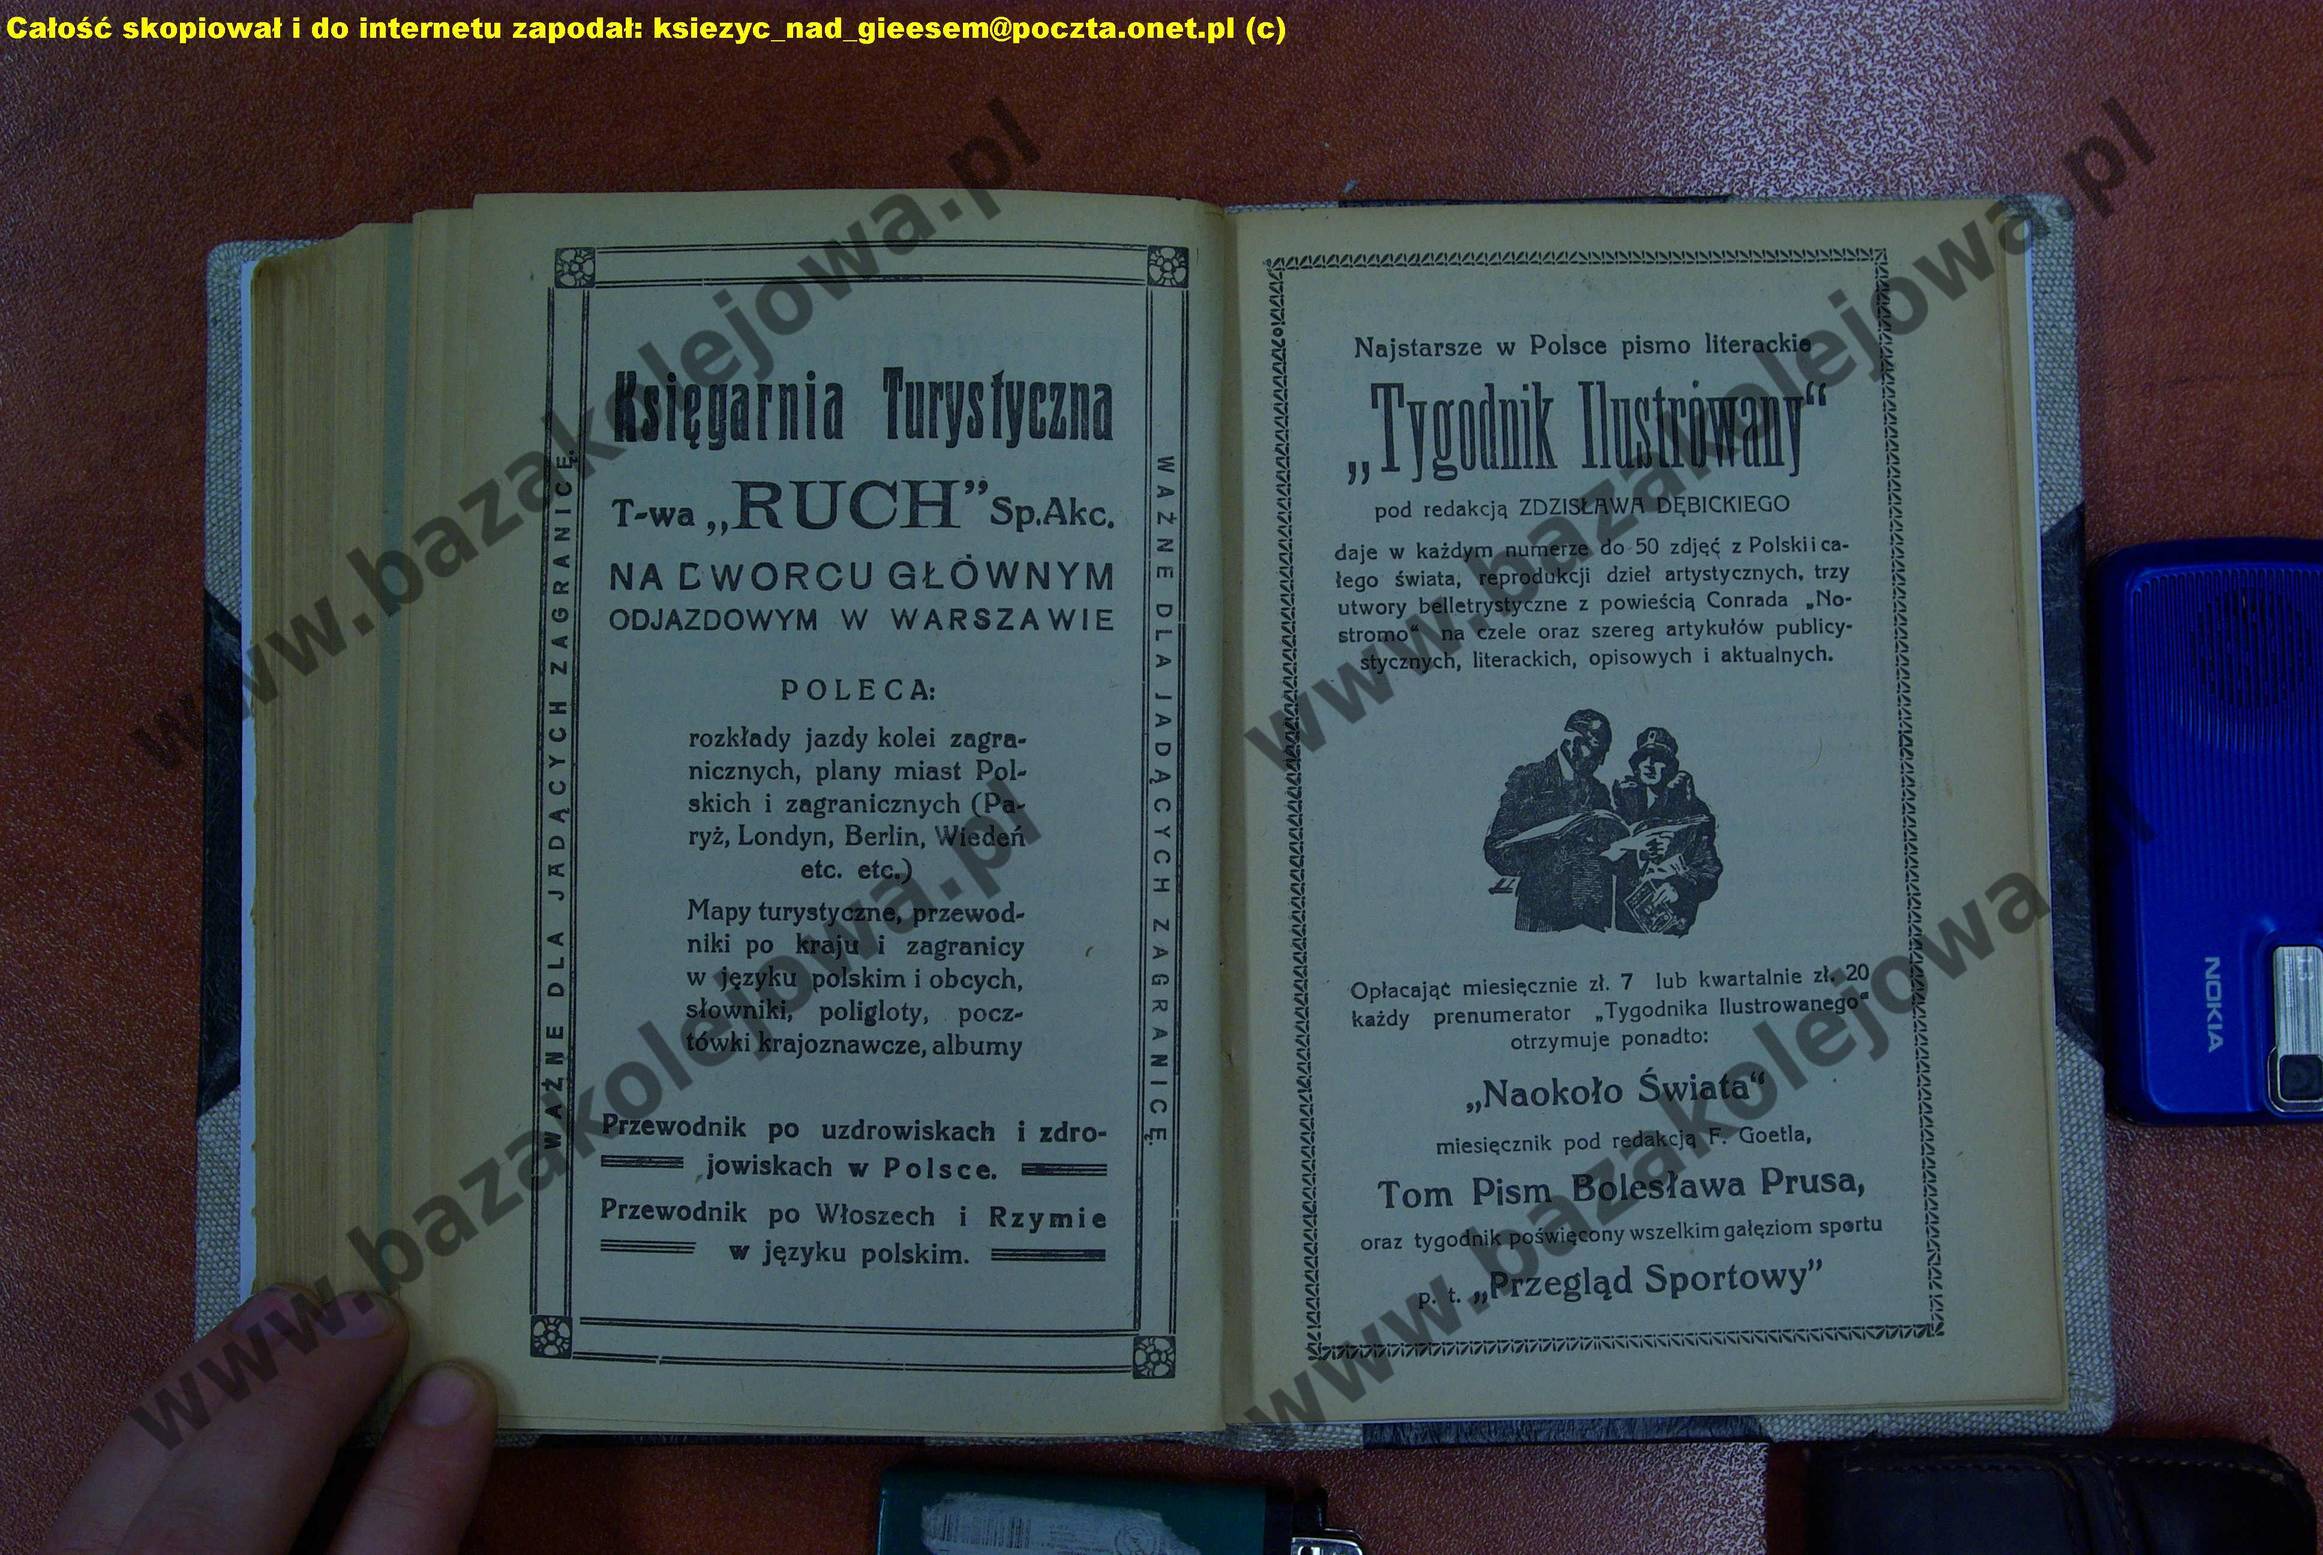 Całość skopiował i do internetu zapodał: ksiezyc_nad_gieesem@poczta.onet.pl (c)
WAŻNE DLA JADĄCYCH ZAGRANICĘ.
Księgarnia Turystyczna
T-wa „RUCH” Sp.Akc.
NA DWORCU GŁÓWNYM
ODJAZDOWYM W WARSZAWIE
POLECA:
rozkłady jazdy kolei zagra-
nicznych, plany miast Pol-
skich i zagranicznych (Pa-
ryż, Londyn, Berlin, Wiedeń
etc. etc.)
Mapy turystyczne, przewod-
niki po kraju i zagranicy
w języku polskim i obcych,
słowniki, poligloty, pocz-
tówki krajoznawcze, albumy
Przewodnik po uzdrowiskach i zdro-
jowiskach w Polsce.
Przewodnik po Włoszech i Rzymie
w języku polskim.
WAŻNE DLA JADĄCYCH ZAGRANICĘ.
Najstarsze w Polsce pismo literackie
„Tygodnik Ilustrowany“
pod redakcją ZDZISŁAWA DĘBICKIEGO
daje w każdym numerze do 50 zdjęć z Polski i ca-
łego świata, reprodukcji dzieł artystycznych, trzy
utwory belletrystyczne z powieścią Conrada „No-
stromo“ na czele oraz szereg artykułów publicy-
stycznych, literackich, opisowych i aktualnych.
Opłacając miesięcznie zł. 7 lub kwartalnie zł. 20
każdy prenumerator „Tygodnika Ilustrowanego“
otrzymuje ponadto:
„Naokoło Świata“
miesięcznik pod redakcją F. Goetla,
Tom Pism Bolesława Prusa,
oraz tygodnik poświęcony wszelkim gałęziom sportu
p. t. „Przegląd Sportowy”
NOKIA
www.bazakolejowa.pl
www.bazakolejowa.pl
www.bazakolejowa.pl
www.bazakolejowa.pl